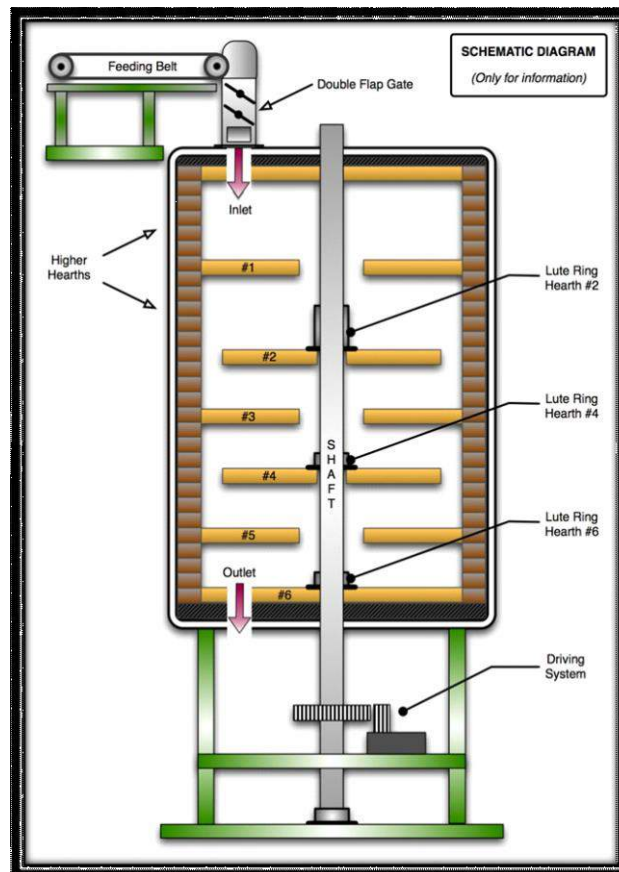 Feeding Belt
SCHEMATIC DIAGRAM
(Only for information)
Double Flap Gate
Inlet
Higher
Hearths
#1
Lute Ring
Hearth #2
#2
#3
Lute Ring
Hearth #4
SHAFT
#4
#5
Lute Ring
Hearth #6
Outlet
#6
Driving
System